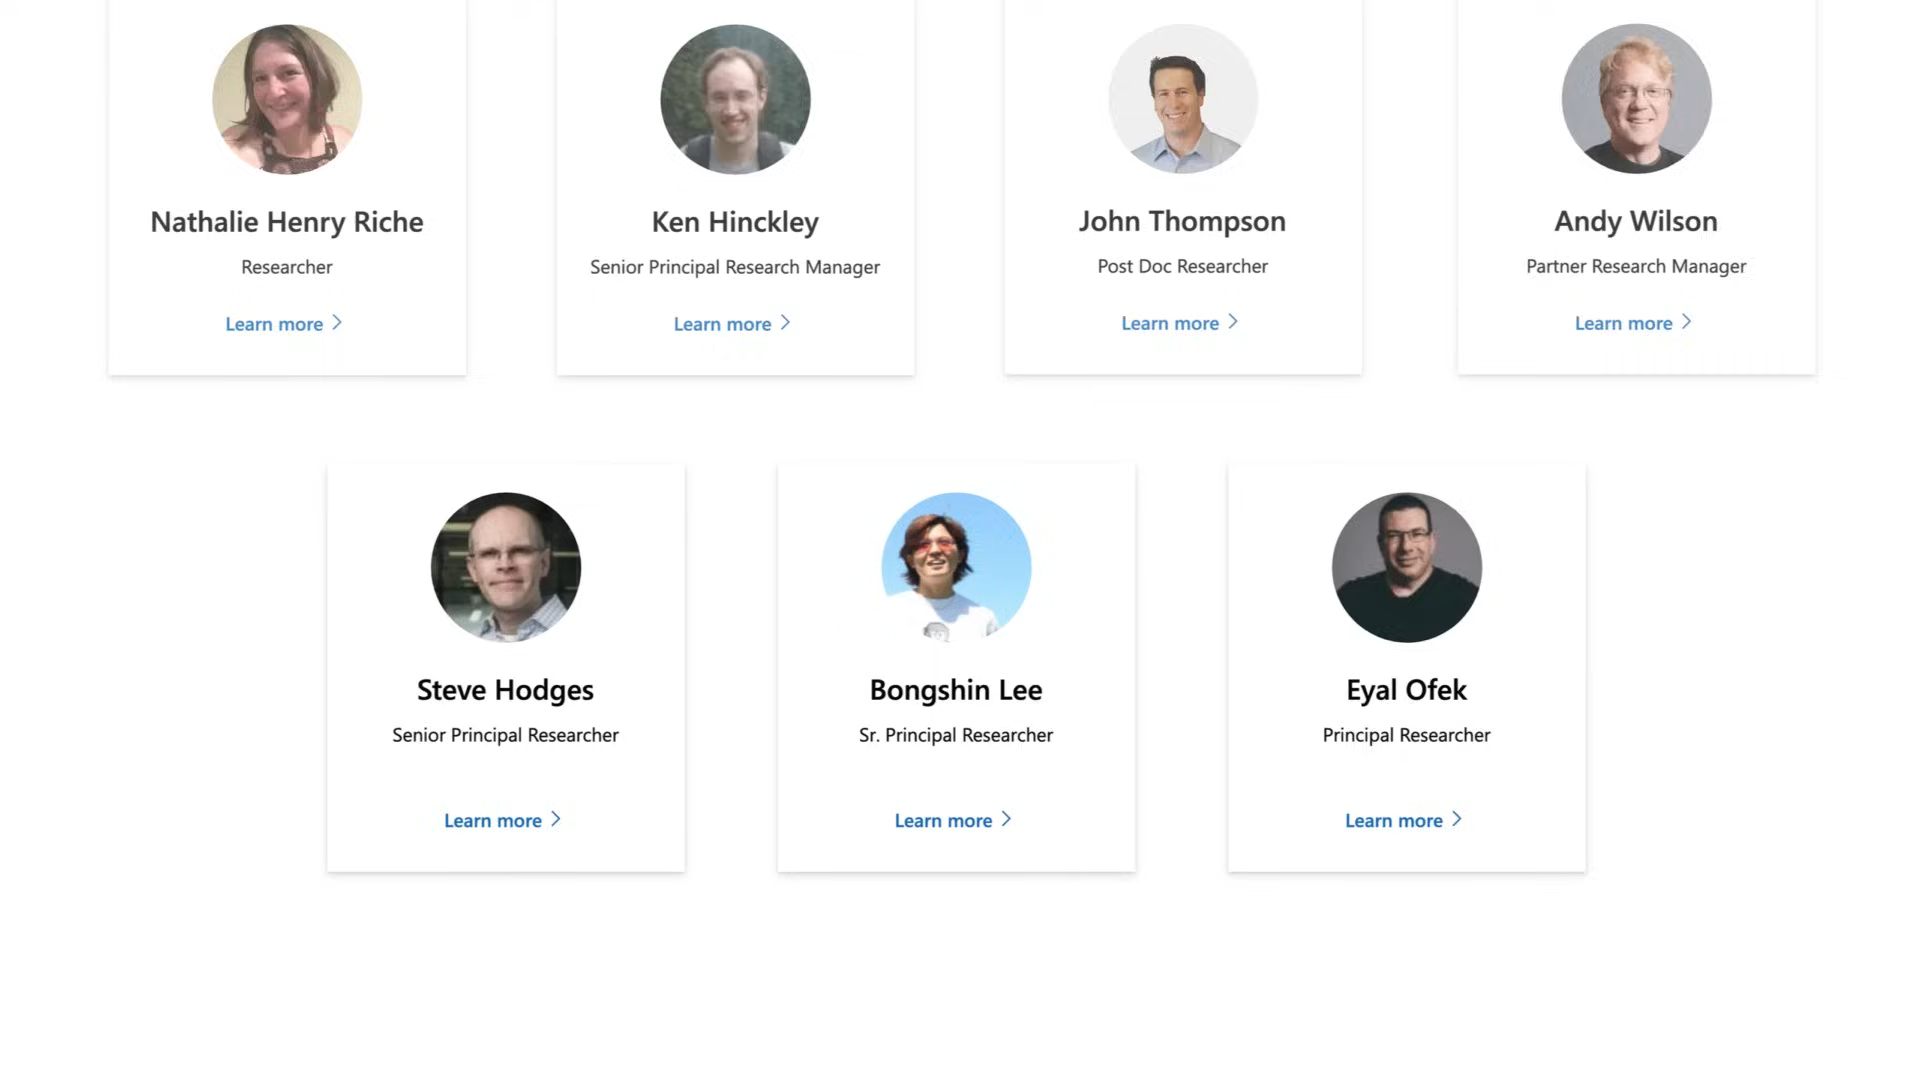 Nathalie Henry Riche
Researcher
Learn more
Ken Hinckley
Senior Principal Research Manager
Learn more
John Thompson
Post Doc Researcher
Learn more
Andy Wilson
Partner Research Manager
Learn more
Steve Hodges
Senior Principal Researcher
Learn more
Bongshin Lee
Sr. Principal Researcher
Learn more
Eyal Ofek
Principal Researcher
Learn more